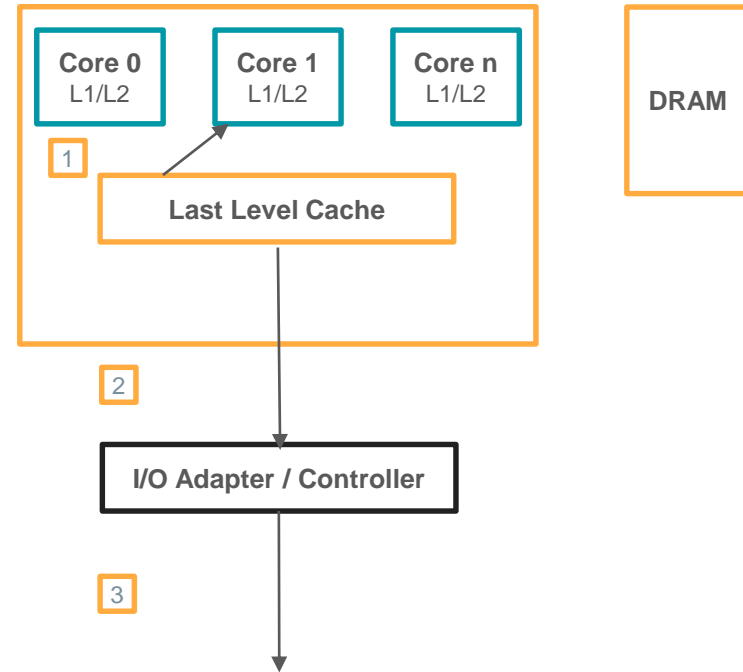 Core 0
L1/L2
Core 1
L1/L2
Core n
L1/L2
DRAM
1
Last Level Cache
2
I/O Adapter / Controller
3